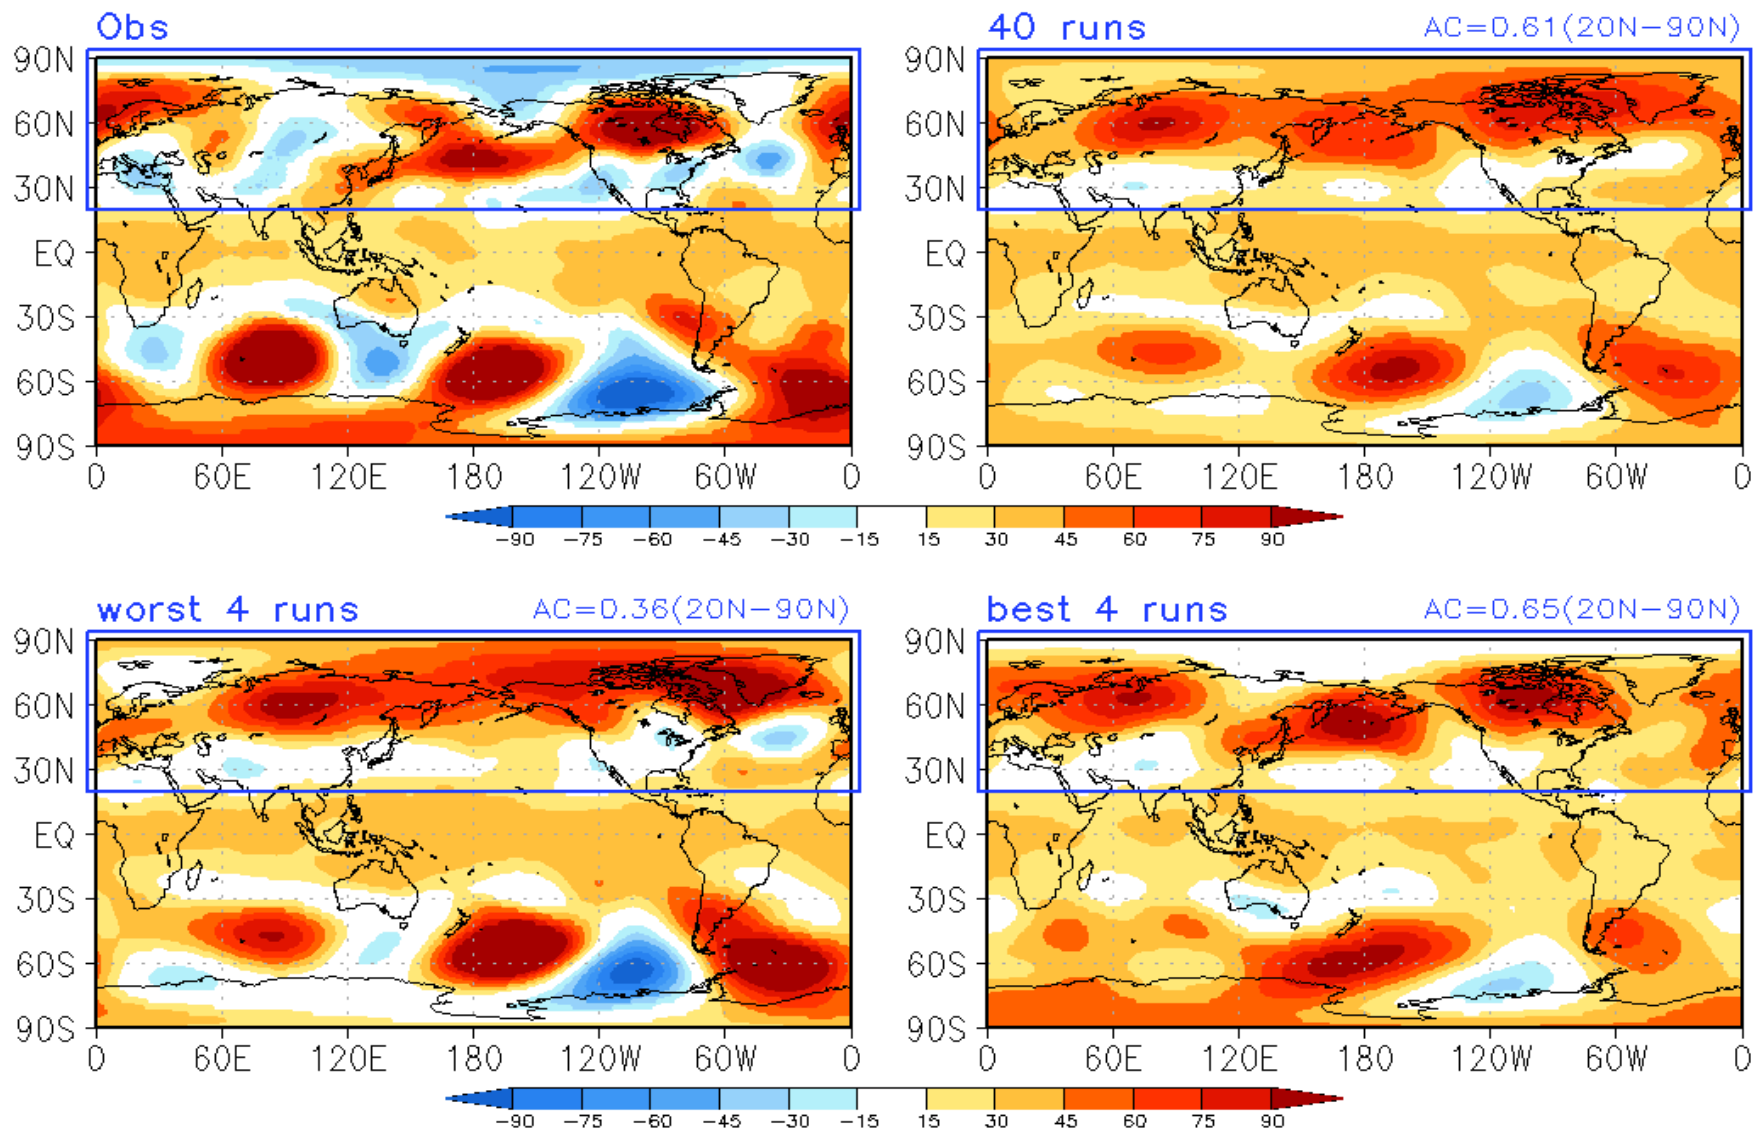 Obs
40 runs AC=0.61(20N-90N)
90N
60N
30N
EQ
30S
60S
90S
0 60E 120E 180 120W 60W 0
90N
60N
30N
EQ
30S
60S
90S
0 60E 120E 180 120W 60W 0
-90 -75 -60 -45 -30 -15 15 30 45 60 75 90
worst 4 runs AC=0.36(20N-90N)
best 4 runs AC=0.65(20N-90N)
90N
60N
30N
EQ
30S
60S
90S
0 60E 120E 180 120W 60W 0
90N
60N
30N
EQ
30S
60S
90S
0 60E 120E 180 120W 60W 0
-90 -75 -60 -45 -30 -15 15 30 45 60 75 90